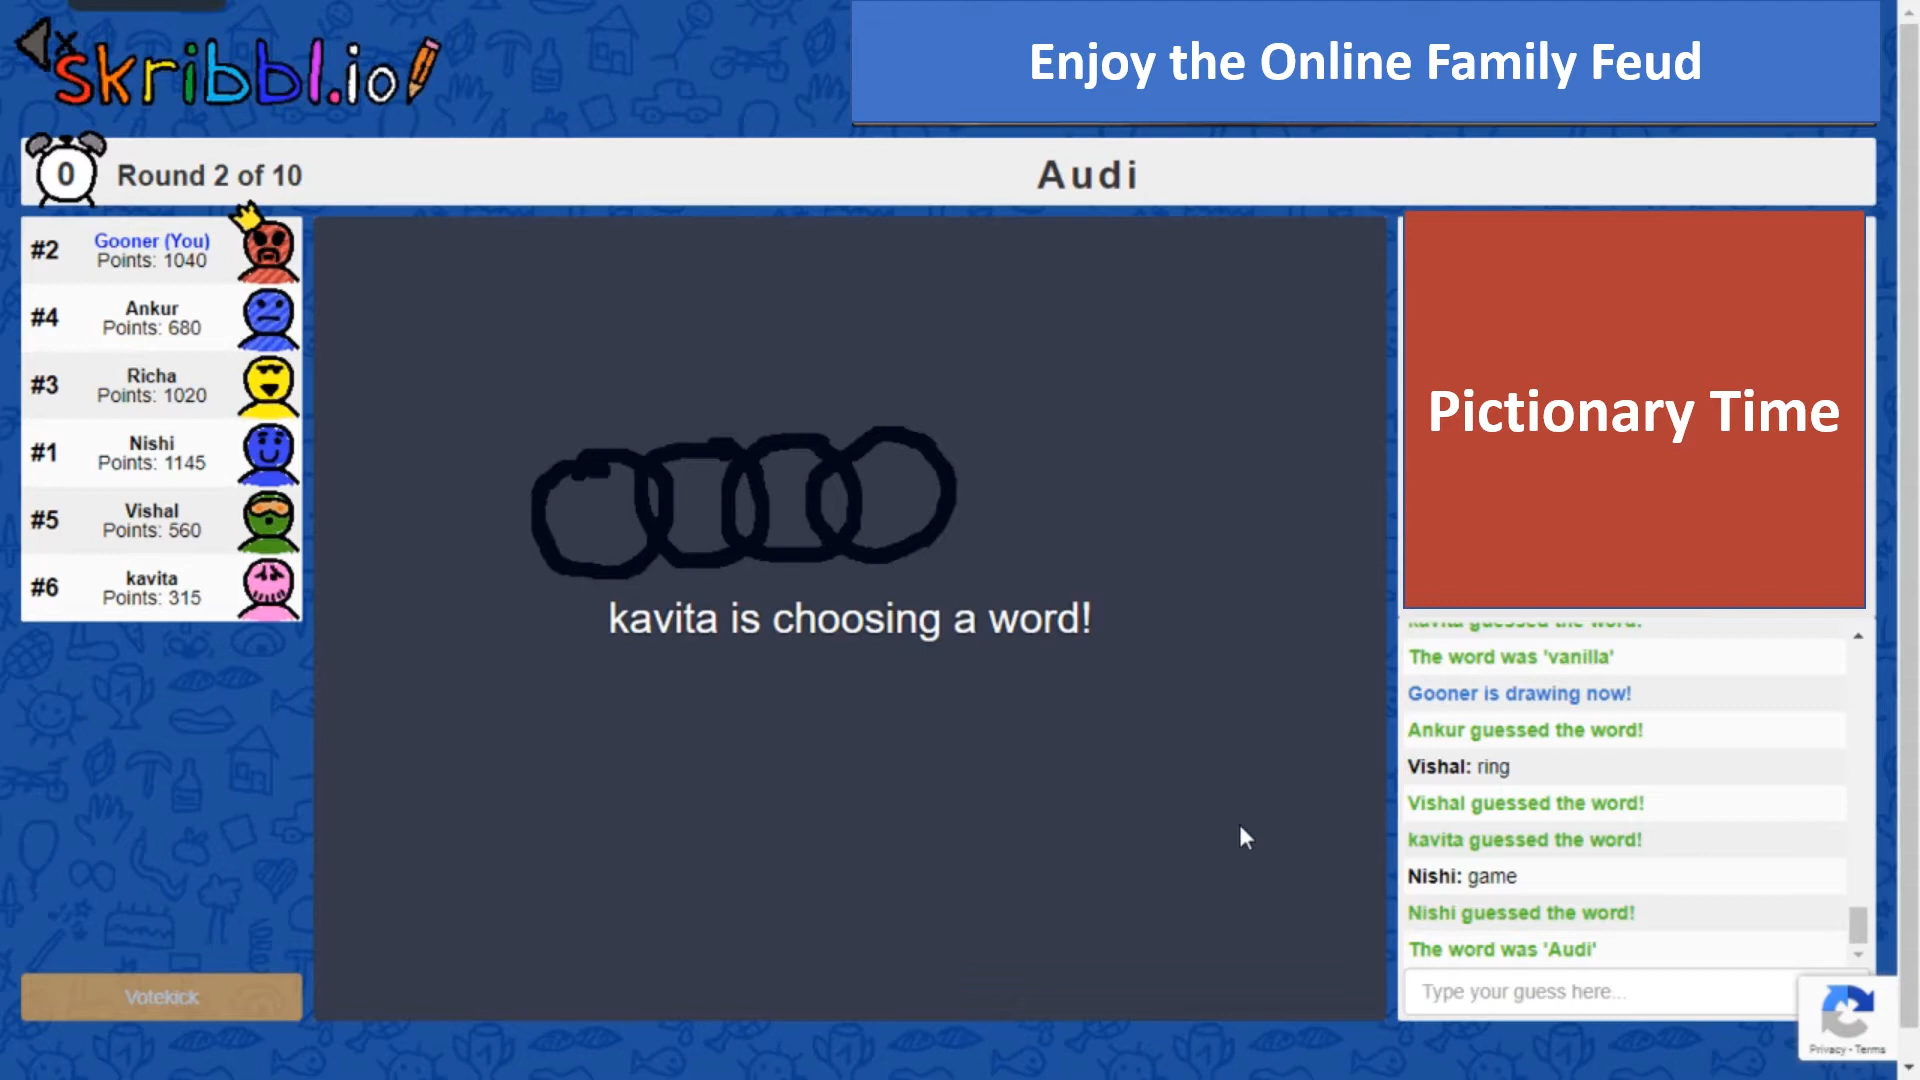 skribbl.io
Enjoy the Online Family Feud
0
Round 2 of 10
Audi
#2
Gooner (You)
Points: 1040
#4
Ankur
Points: 680
#3
Richa
Points: 1020
#1
Nishi
Points: 1145
#5
Vishal
Points: 560
#6
kavita
Points: 315
Votekick
kavita is choosing a word!
Pictionary Time
kavita guessed the word!
The word was 'vanilla'
Gooner is drawing now!
Ankur guessed the word!
Vishal: ring
Vishal guessed the word!
kavita guessed the word!
Nishi: game
Nishi guessed the word!
The word was 'Audi'
Type your guess here...
Privacy - Terms